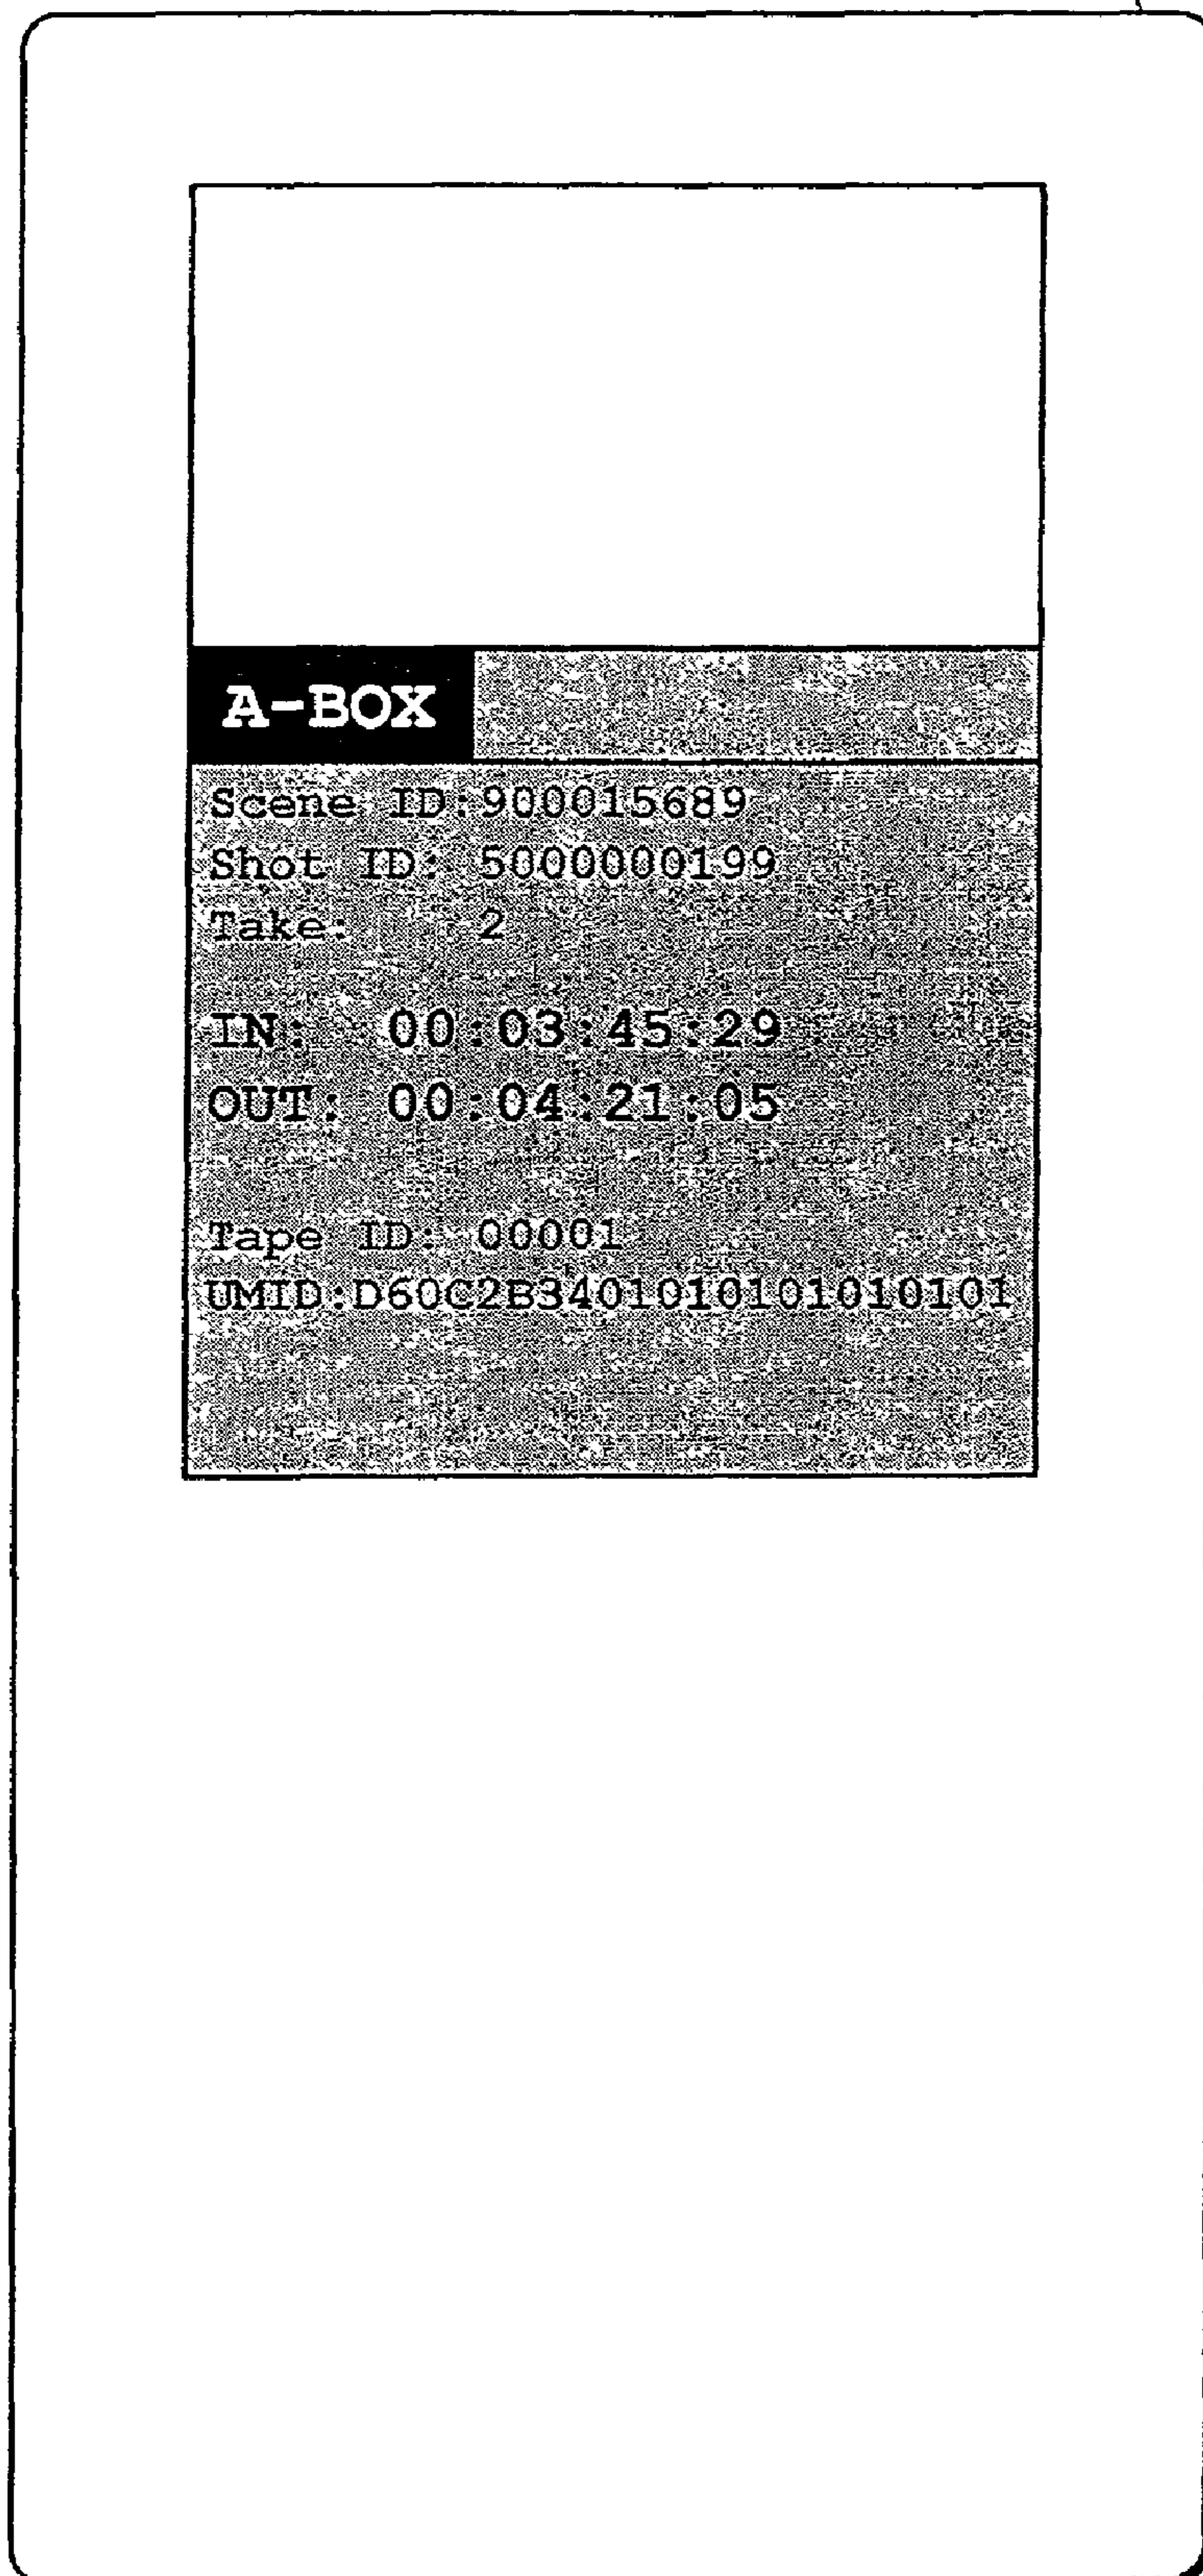 A-BOX
Scene ID:900015689
Shot ID: 5000000199
Take: 2
IN: 00:03:45:29
OUT: 00:04:21:05
Tape ID: 00001
UMID:D60C2B3401010101010101